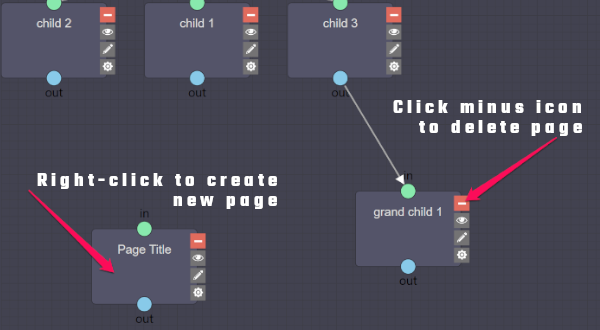 child 2
child 1
child 3
out
out
out
Click minus icon
to delete page
in
Right-click to create
new page
grand child 1
in
Page Title
out
out